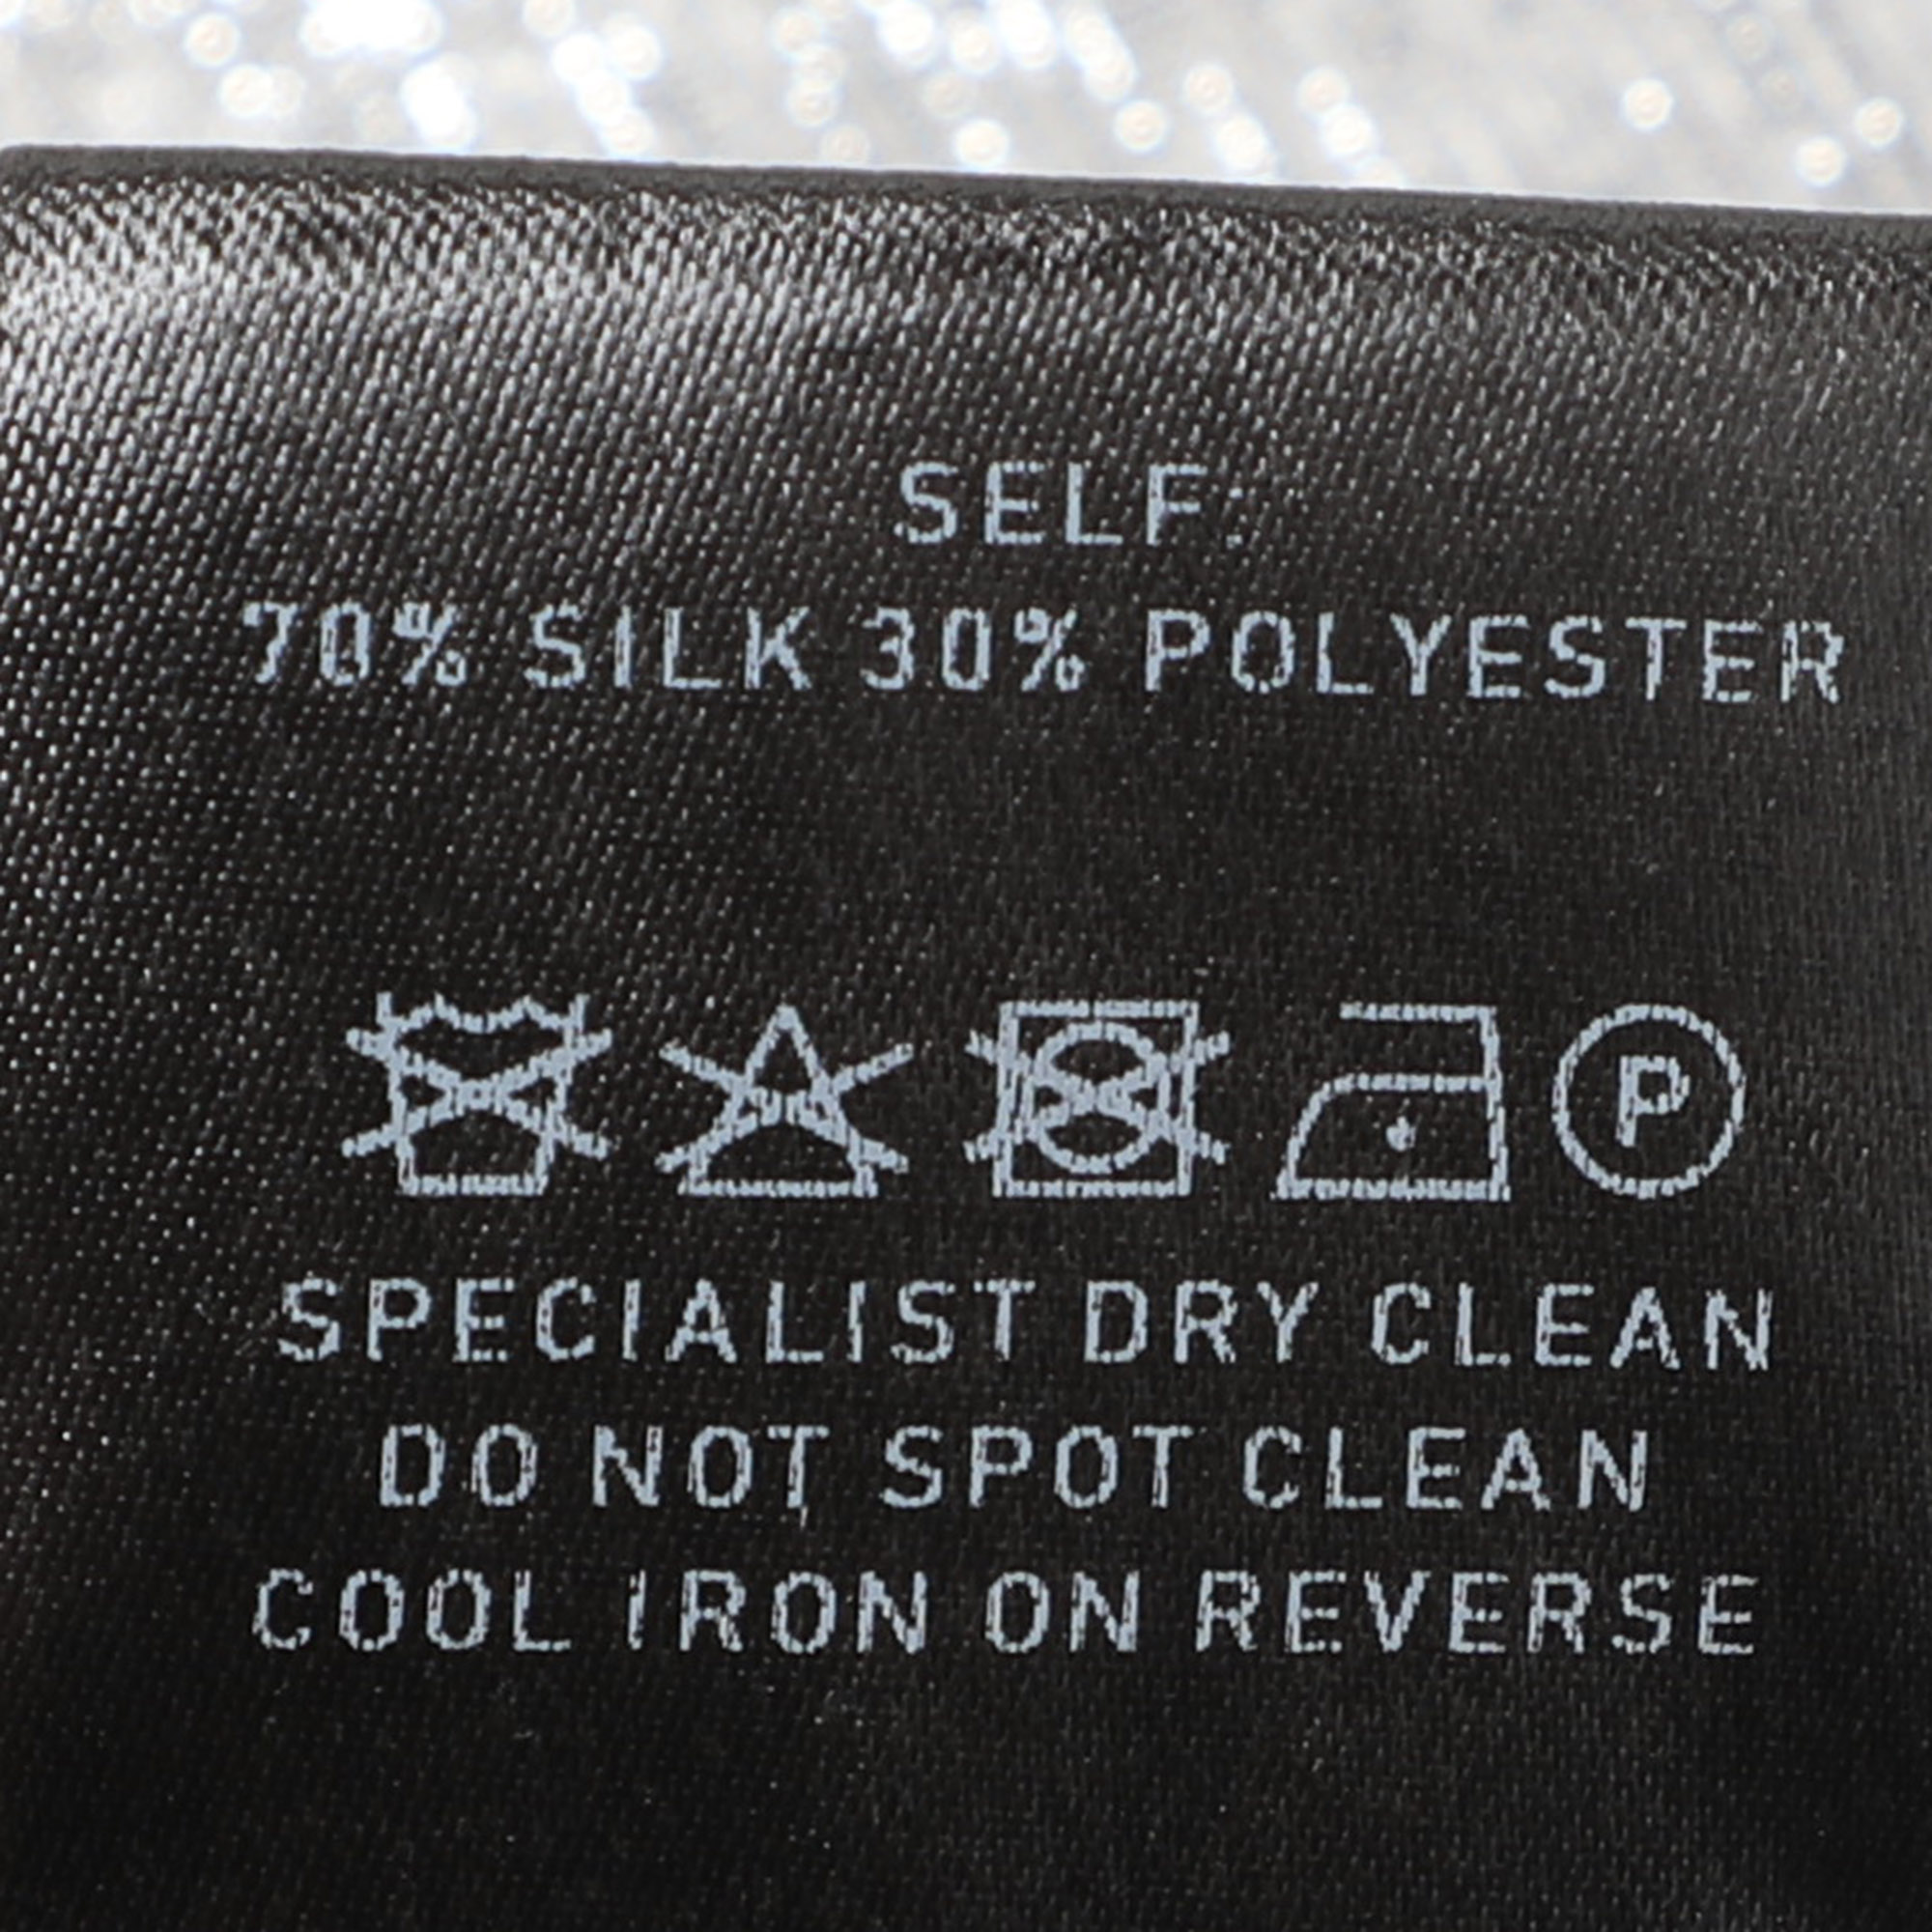 SELF:
70% SILK 30% POLYESTER
P
SPECIALIST DRY CLEAN
DO NOT SPOT CLEAN
COOL IRON ON REVERSE